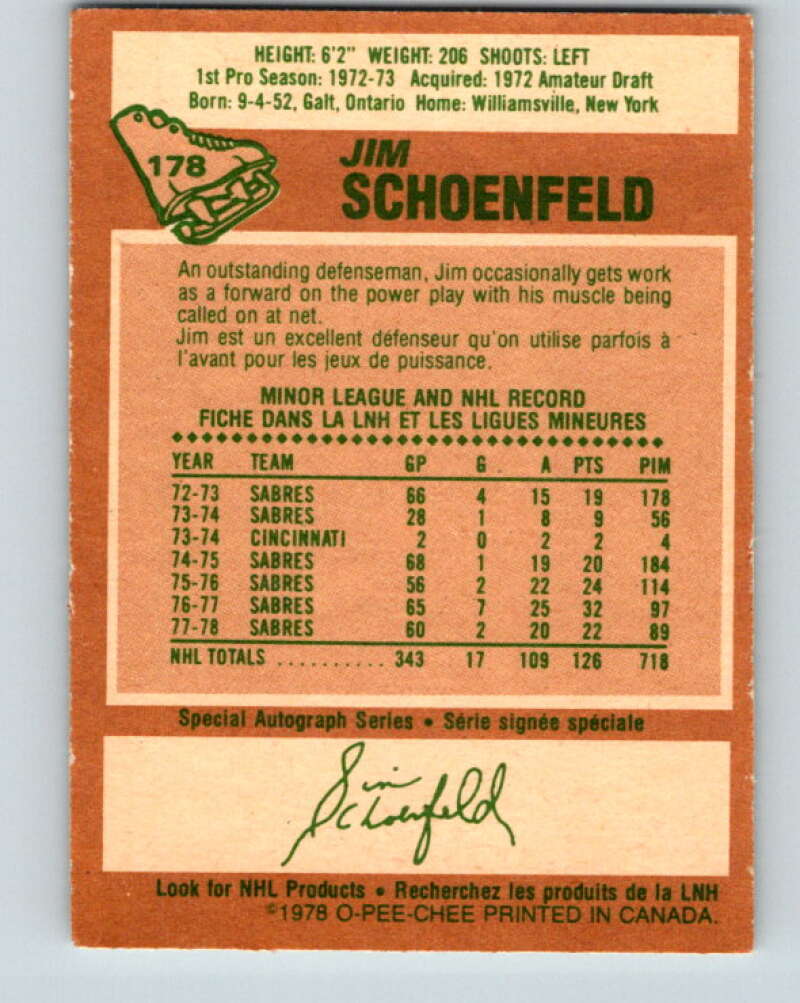 HEIGHT: 6'2" WEIGHT: 206 SHOOTS: LEFT
1st Pro Season: 1972-73 Acquired: 1972 Amateur Draft
Born: 9-4-52, Galt, Ontario Home: Williamsville, New York
178
JIM
SCHOENFELD
An outstanding defenseman, Jim occasionally gets work
as a forward on the power play with his muscle being
called on at net.
Jim est un excellent défenseur qu'on utilise parfois à
l'avant pour les jeux de puissance.
MINOR LEAGUE AND NHL RECORD
FICHE DANS LA LNH ET LES LIGUES MINEURES
YEAR TEAM GP G A PTS PIM
72-73 SABRES 66 4 15 19 178
73-74 SABRES 28 1 8 9 56
73-74 CINCINNATI 2 0 2 2 4
74-75 SABRES 68 1 19 20 184
75-76 SABRES 56 2 22 24 114
76-77 SABRES 65 7 25 32 97
77-78 SABRES 60 2 20 22 89
NHL TOTALS .......... 343 17 109 126 718
Special Autograph Series • Série signée spéciale
Jim
Schoenfeld
Look for NHL Products • Recherchez les produits de la LNH
©1978 O-PEE-CHEE PRINTED IN CANADA.